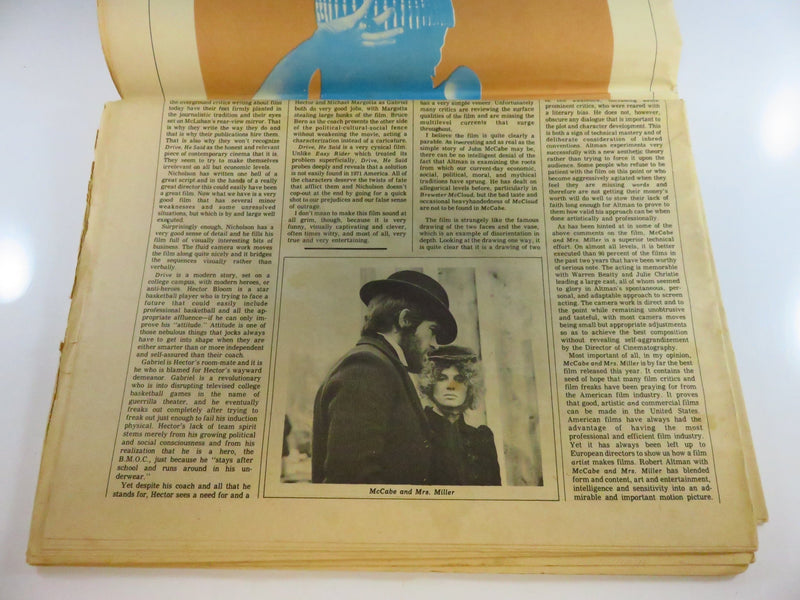 the overground critics writing about film
today have their feet firmly planted in
the journalistic tradition and their eyes
set on McLuhan's rear-view mirror. That
is why they write the way they do and
that is why their publications hire them.
That is also why they won't recognize
Drive, He Said as the honest and relevant
piece of contemporary cinema that it is.
They seem to try to make themselves
irrelevant on all but economic levels.
Nicholson has written one hell of a
great script and in the hands of a really
great director this could easily have been
a great film. Now what we have is a very
good film that has several minor
weaknesses and some unresolved
situations, but which is by and large well
executed.
Surprisingly enough, Nicholson has a
very good sense of detail and he fills his
film full of visually interesting bits of
business. The fluid camera work moves
the film along quite nicely and it bridges
the sequences visually rather than
verbally.
Drive is a modern story, set on a
college campus, with modern heroes, or
anti-heroes. Hector Bloom is a star
basketball player who is trying to face a
future that could easily include
professional basketball and all the ap-
propriate affluence—if he can only im-
prove his "attitude." Attitude is one of
those nebulous things that jocks always
have to get into shape when they are
either smarter than or more independent
and self-assured than their coach.
Gabriel is Hector's room-mate and it is
he who is blamed for Hector's wayward
demeanor. Gabriel is a revolutionary
who is into disrupting televised college
basketball games in the name of
guerrilla theater, and he eventually
freaks out completely after trying to
freak out just enough to fail his induction
physical. Hector's lack of team spirit
stems merely from his growing political
and social consciousness and from his
realization that he is a hero, the
B.M.O.C., just because he "stays after
school and runs around in his un-
derwear."
Yet despite his coach and all that he
stands for, Hector sees a need for and a
Hector and Michael Margotta as Gabriel
both do very good jobs, with Margotta
stealing large hunks of the film. Bruce
Dern as the coach presents the other side
of the political-cultural-social fence
without weakening the movie, acting a
characterization instead of a caricature.
Drive, He Said is a very cynical film.
Unlike Easy Rider which treated its
problem superficially, Drive, He Said
probes deeply and reveals that a solution
is not easily found in 1971 America. All of
the characters deserve the twists of fate
that afflict them and Nicholson doesn't
cop-out at the end by going for a quick
shot to our prejudices and our false sense
of outrage.
I don't mean to make this film sound at
all grim, though, because it is very
funny, visually captivating and clever,
often times witty, and most of all, very
true and very entertaining.
has a very simple veneer. Unfortunately
many critics are reviewing the surface
qualities of the film and are missing the
multilevel currents that surge
throughout.
I believe the film is quite clearly a
parable. As interesting and as real as the
simple story of John McCabe may be,
there can be no intelligent denial of the
fact that Altman is examining the roots
from which our current-day economic,
social, political, moral, and mythical
traditions have sprung. He has dealt on
allegorical levels before, particularly in
Brewster McCloud, but the bad taste and
occasional heavyhandedness of McCloud
are not to be found in McCabe.
The film is strangely like the famous
drawing of the two faces and the vase,
which is an example of disorientation in
depth. Looking at the drawing one way, it
is quite clear that it is a drawing of two
McCabe and Mrs. Miller
prominent critics, who were reared with
a literary bias. He does not, however,
obscure any dialogue that is important to
the plot and character development. This
is both a sign of technical mastery and of
deliberate consideration of inbred
conventions. Altman experiments very
successfully with a new aesthetic theory
rather than trying to force it upon the
audience. Some people who refuse to be
patient with the film on this point or who
become aggressively agitated when they
feel they are missing words and
therefore are not getting their money's
worth will do well to stow their lack of
faith long enough for Altman to prove to
them how valid his approach can be when
done artistically and professionally.
As has been hinted at in some of the
above comments on the film, McCabe
and Mrs. Miller is a superior technical
effort. On almost all levels, it is better
executed than 96 percent of the films in
the past two years that have been worthy
of serious note. The acting is memorable
with Warren Beatty and Julie Christie
leading a large cast, all of whom seemed
to glory in Altman's spontaneous, per-
sonal, and adaptable approach to screen
acting. The camera work is direct and to
the point while remaining unobtrusive
and tasteful, with most camera moves
being small but appropriate adjustments
so as to achieve the best composition
without revealing self-aggrandisement
by the Director of Cinematography.
Most important of all, in my opinion,
McCabe and Mrs. Miller is by far the best
film released this year. It contains the
seed of hope that many film critics and
film freaks have been praying for from
the American film industry. It proves
that good, artistic and commercial films
can be made in the United States.
American films have always had the
advantage of having the most
professional and efficient film industry.
Yet it has always been left up to
European directors to show us how a film
artist makes films. Robert Altman with
McCabe and Mrs. Miller has blended
form and content, art and entertainment,
intelligence and sensitivity into an ad-
mirable and important motion picture.